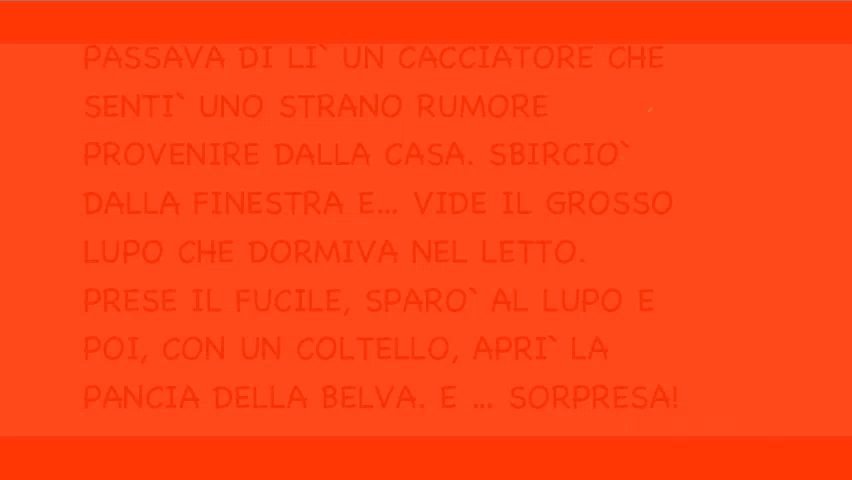 PASSAVA DI LI` UN CACCIATORE CHE
SENTI` UNO STRANO RUMORE
PROVENIRE DALLA CASA. SBIRCIO`
DALLA FINESTRA E... VIDE IL GROSSO
LUPO CHE DORMIVA NEL LETTO.
PRESE IL FUCILE, SPARO` AL LUPO E
POI, CON UN COLTELLO, APRI` LA
PANCIA DELLA BELVA. E ... SORPRESA!